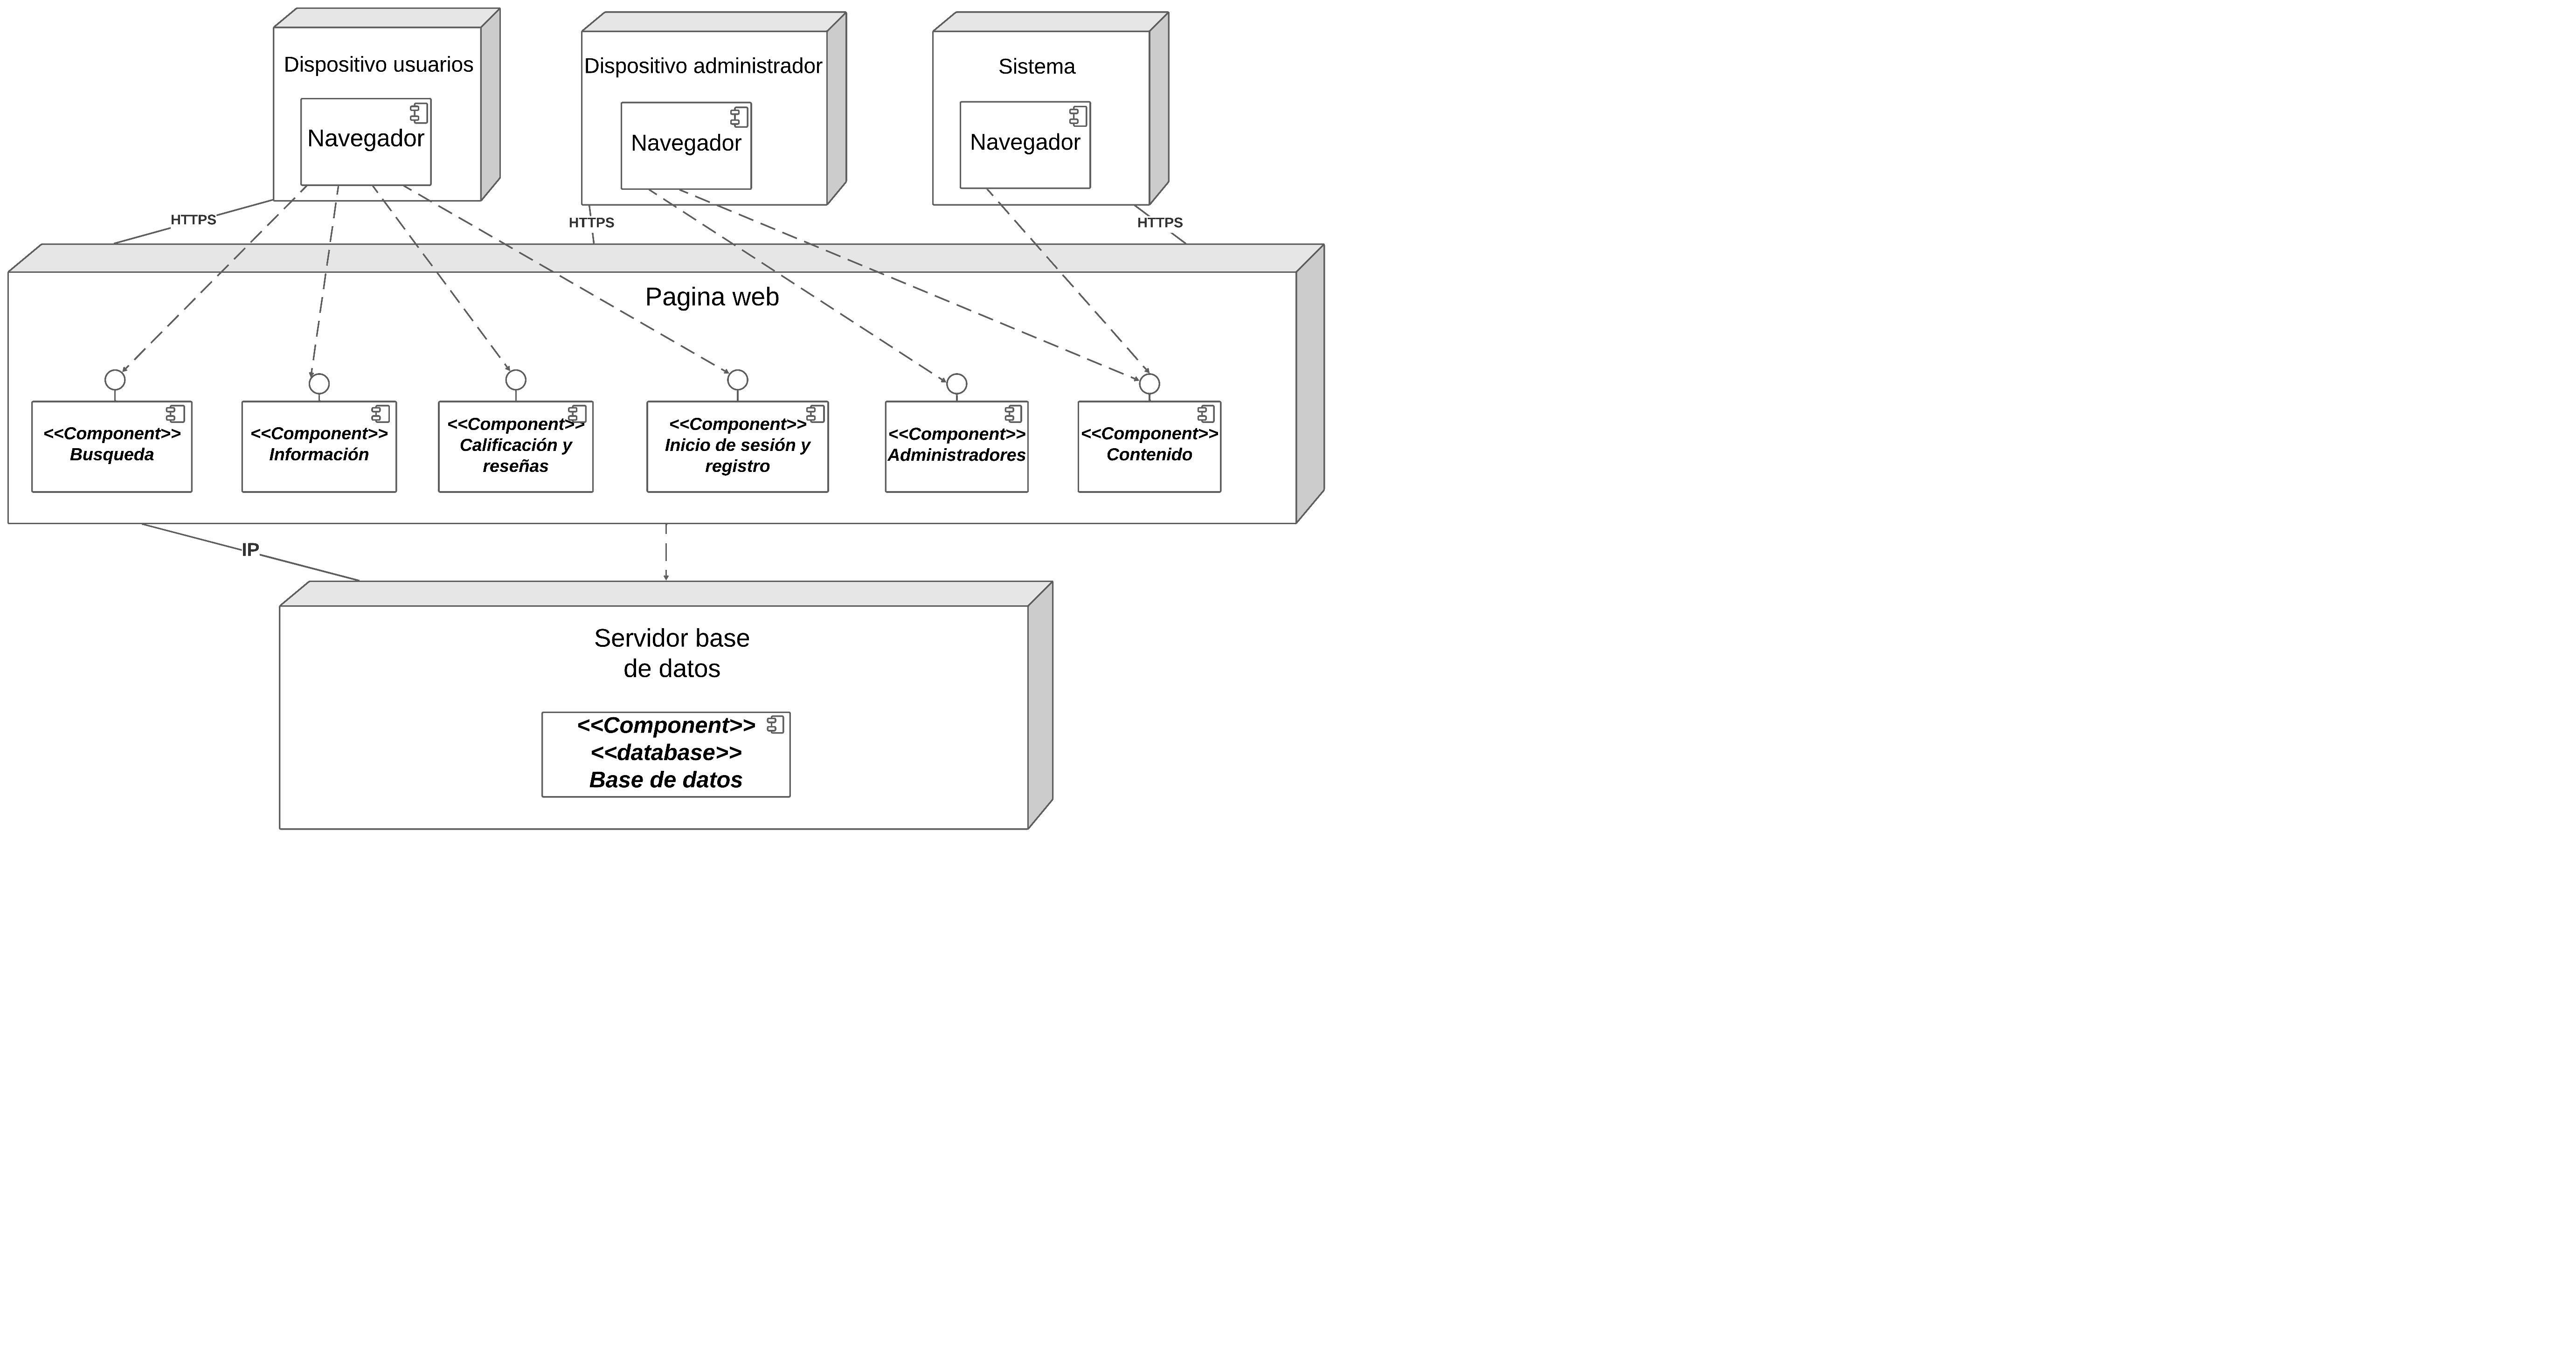 Dispositivo usuarios
Navegador
Dispositivo administrador
Navegador
Sistema
Navegador
HTTPS
HTTPS
HTTPS
Pagina web
<<Component>>
Busqueda
<<Component>>
Información
<<Component>>
Calificación y
reseñas
<<Component>>
Inicio de sesión y
registro
<<Component>>
Administradores
<<Component>>
Contenido
IP
Servidor base
de datos
<<Component>>
<<database>>
Base de datos